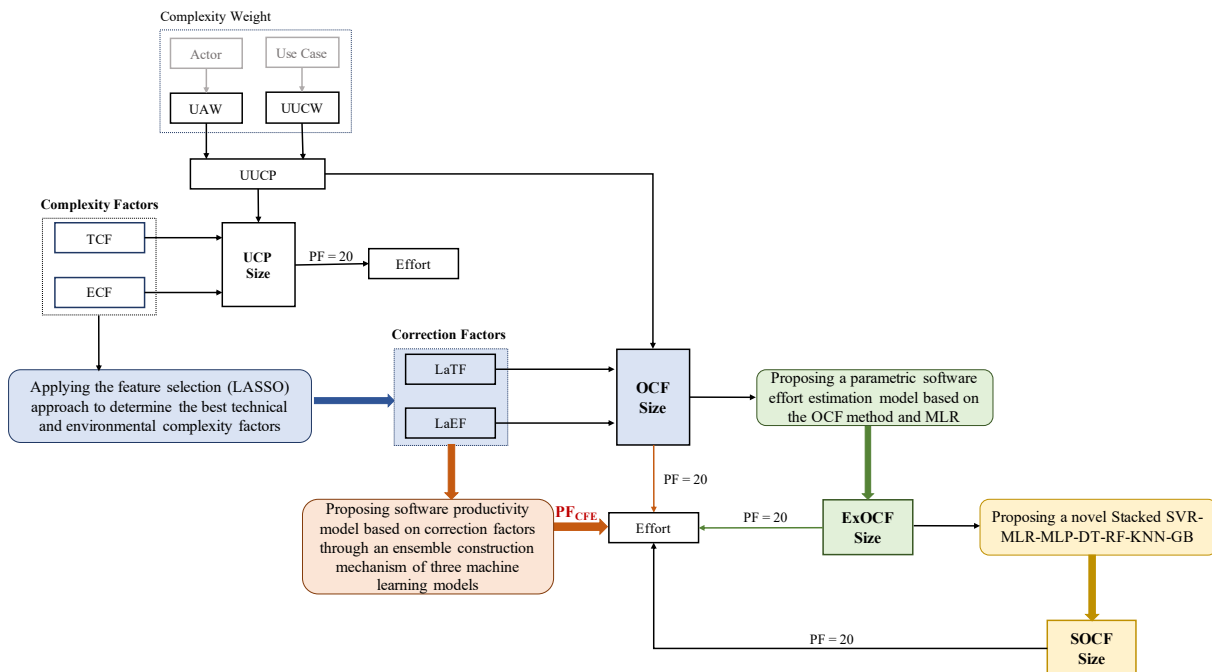 Complexity Weight
Actor
Use Case
UAW
UUCW
UUCP
Complexity Factors
TCF
ECF
UCP
Size
PF = 20
Effort
Correction Factors
LaTF
LaEF
Applying the feature selection (LASSO)
approach to determine the best technical
and environmental complexity factors
OCF
Size
Proposing a parametric software
effort estimation model based on
the OCF method and MLR
PF = 20
Proposing software productivity
model based on correction factors
through an ensemble construction
mechanism of three machine
learning models
PFCFE
Effort
PF = 20
ExOCF
Size
Proposing a novel Stacked SVR-
MLR-MLP-DT-RF-KNN-GB
PF = 20
SOCF
Size